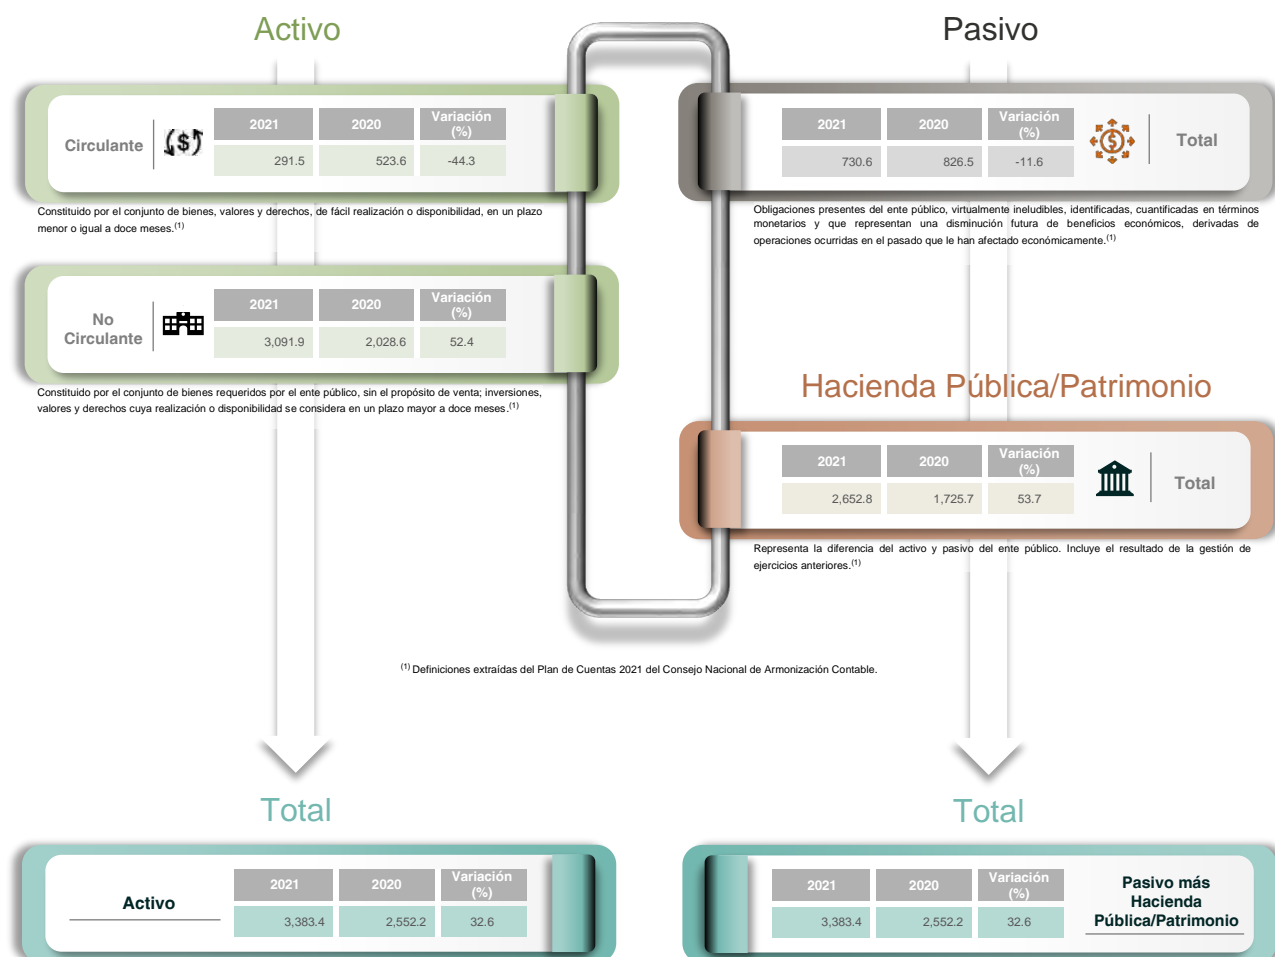 Activo
Circulante
2021 2020 Variación (%)
291.5 523.6 -44.3
Constituido por el conjunto de bienes, valores y derechos, de fácil realización o disponibilidad, en un plazo
menor o igual a doce meses.(1)
No
Circulante
2021 2020 Variación (%)
3,091.9 2,028.6 52.4
Constituido por el conjunto de bienes requeridos por el ente público, sin el propósito de venta; inversiones,
valores y derechos cuya realización o disponibilidad se considera en un plazo mayor a doce meses.(1)
Pasivo
2021 2020 Variación (%)
730.6 826.5 -11.6
Total
Obligaciones presentes del ente público, virtualmente ineludibles, identificadas, cuantificadas en términos
monetarios y que representan una disminución futura de beneficios económicos, derivadas de
operaciones ocurridas en el pasado que le han afectado económicamente.(1)
Hacienda Pública/Patrimonio
2021 2020 Variación (%)
2,652.8 1,725.7 53.7
Total
Representa la diferencia del activo y pasivo del ente público. Incluye el resultado de la gestión de
ejercicios anteriores.(1)
(1) Definiciones extraídas del Plan de Cuentas 2021 del Consejo Nacional de Armonización Contable.
Total
Activo
2021 2020 Variación (%)
3,383.4 2,552.2 32.6
Total
2021 2020 Variación (%)
3,383.4 2,552.2 32.6
Pasivo más
Hacienda
Pública/Patrimonio